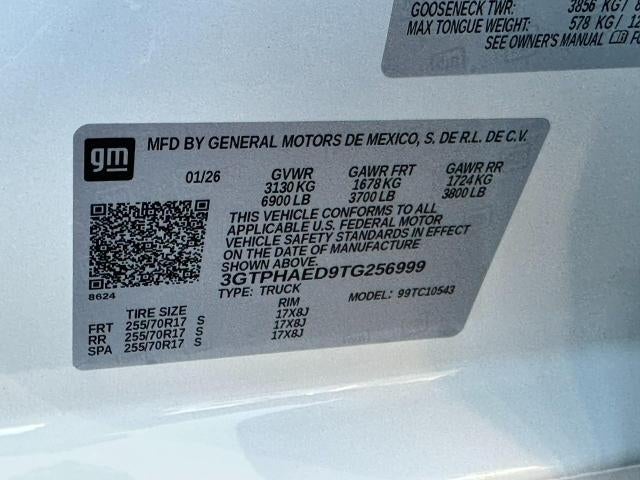 GOOSENECK TWR: 3856 KG/ 8
MAX TONGUE WEIGHT: 578 KG/ 12
SEE OWNER'S MANUAL FO
gm MFD BY GENERAL MOTORS DE MEXICO, S. DE R.L. DE C.V.
01/26 GVWR GAWR FRT GAWR RR
3130 KG 1678 KG 1724 KG
6900 LB 3700 LB 3800 LB
THIS VEHICLE CONFORMS TO ALL
APPLICABLE U.S. FEDERAL MOTOR
VEHICLE SAFETY STANDARDS IN EFFECT
ON THE DATE OF MANUFACTURE
SHOWN ABOVE.
3GTPHAED9TG256999
8624 TYPE: TRUCK MODEL: 99TC10543
TIRE SIZE RIM
FRT 255/70R17 S 17X8J
RR 255/70R17 S 17X8J
SPA 255/70R17 S 17X8J